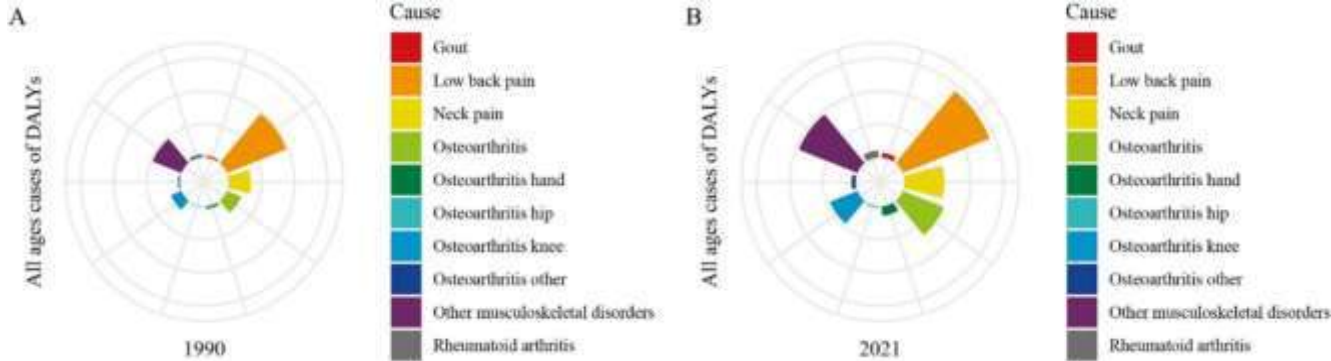 A
All ages cases of DALYs
1990
Cause
Gout
Low back pain
Neck pain
Osteoarthritis
Osteoarthritis hand
Osteoarthritis hip
Osteoarthritis knee
Osteoarthritis other
Other musculoskeletal disorders
Rheumatoid arthritis
B
All ages cases of DALYs
2021
Cause
Gout
Low back pain
Neck pain
Osteoarthritis
Osteoarthritis hand
Osteoarthritis hip
Osteoarthritis knee
Osteoarthritis other
Other musculoskeletal disorders
Rheumatoid arthritis